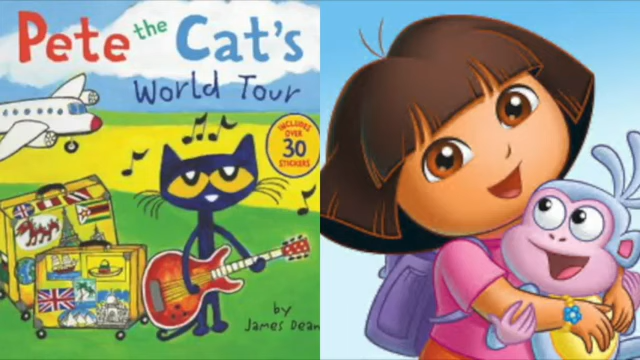 Pete the Cat's
World Tour
INCLUDES
OVER
30
STICKERS
by
James Dean